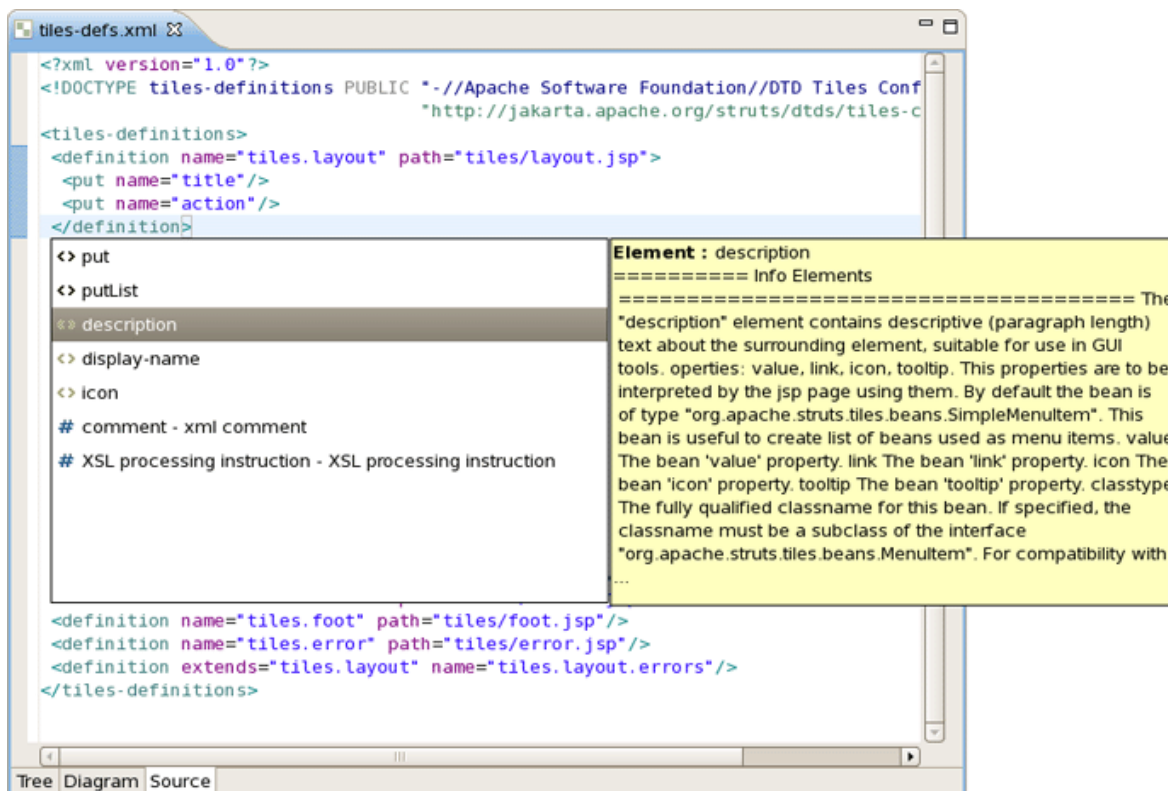 tiles-defs.xml
<?xml version="1.0"?>
<!DOCTYPE tiles-definitions PUBLIC "-//Apache Software Foundation//DTD Tiles Conf
"http://jakarta.apache.org/struts/dtds/tiles-c
<tiles-definitions>
<definition name="tiles.layout" path="tiles/layout.jsp">
<put name="title"/>
<put name="action"/>
</definition>
<> put
<> putList
<> description
<> display-name
<> icon
# comment - xml comment
# XSL processing instruction - XSL processing instruction
Element : description
========== Info Elements
====================================== The
"description" element contains descriptive (paragraph length)
text about the surrounding element, suitable for use in GUI
tools. operties: value, link, icon, tooltip. This properties are to be
interpreted by the jsp page using them. By default the bean is
of type "org.apache.struts.tiles.beans.SimpleMenuItem". This
bean is useful to create list of beans used as menu items. value
The bean 'value' property. link The bean 'link' property. icon The
bean 'icon' property. tooltip The bean 'tooltip' property. classtype
The fully qualified classname for this bean. If specified, the
classname must be a subclass of the interface
"org.apache.struts.tiles.beans.MenuItem". For compatibility with
...
<definition name="tiles.foot" path="tiles/foot.jsp"/>
<definition name="tiles.error" path="tiles/error.jsp"/>
<definition extends="tiles.layout" name="tiles.layout.errors"/>
</tiles-definitions>
Tree Diagram Source